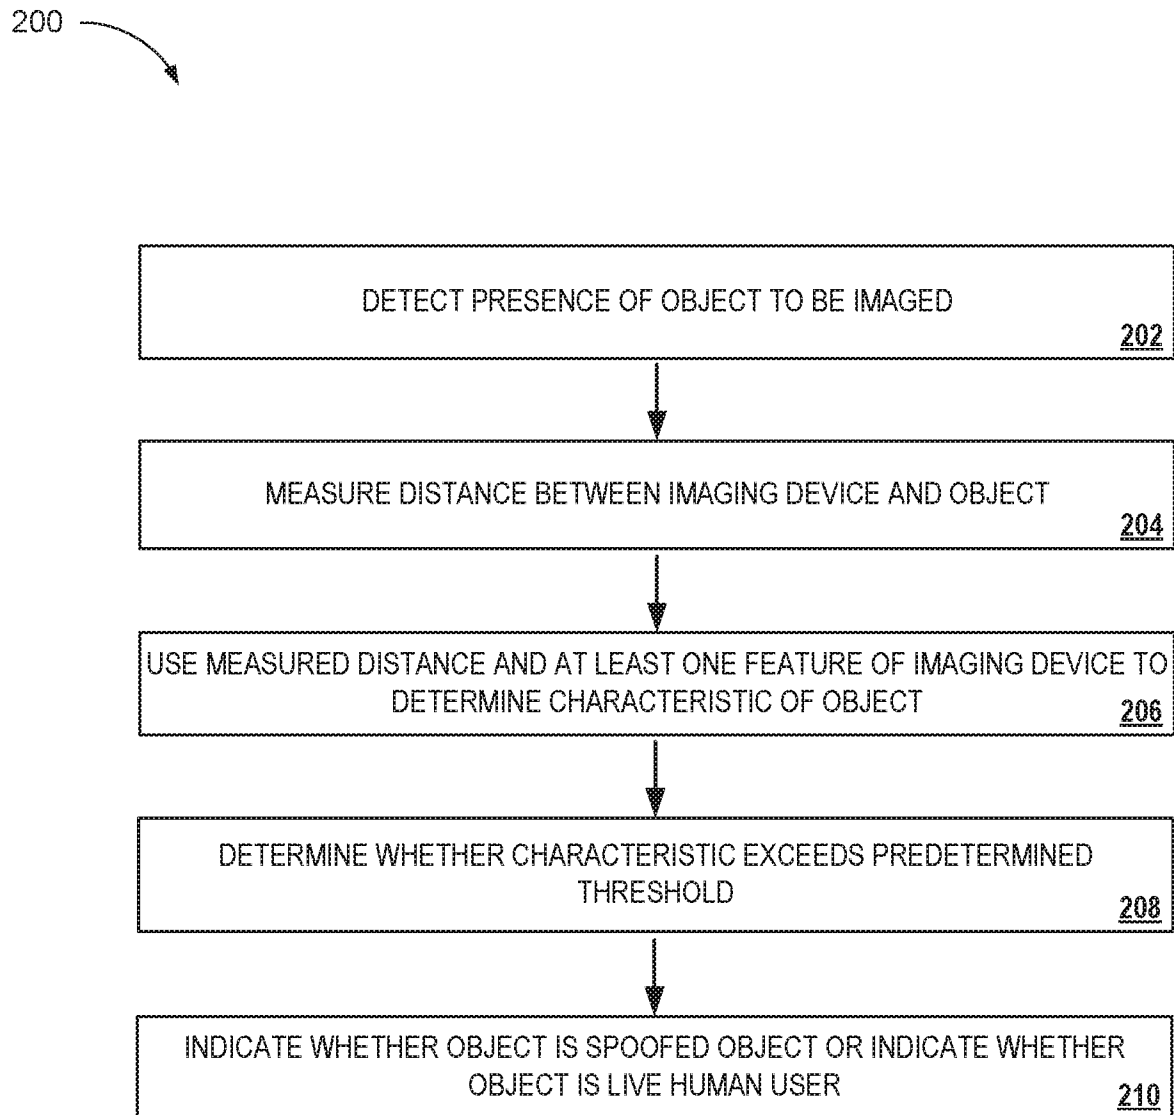 200
DETECT PRESENCE OF OBJECT TO BE IMAGED
202
MEASURE DISTANCE BETWEEN IMAGING DEVICE AND OBJECT
204
USE MEASURED DISTANCE AND AT LEAST ONE FEATURE OF IMAGING DEVICE TO
DETERMINE CHARACTERISTIC OF OBJECT
206
DETERMINE WHETHER CHARACTERISTIC EXCEEDS PREDETERMINED
THRESHOLD
208
INDICATE WHETHER OBJECT IS SPOOFED OBJECT OR INDICATE WHETHER
OBJECT IS LIVE HUMAN USER
210